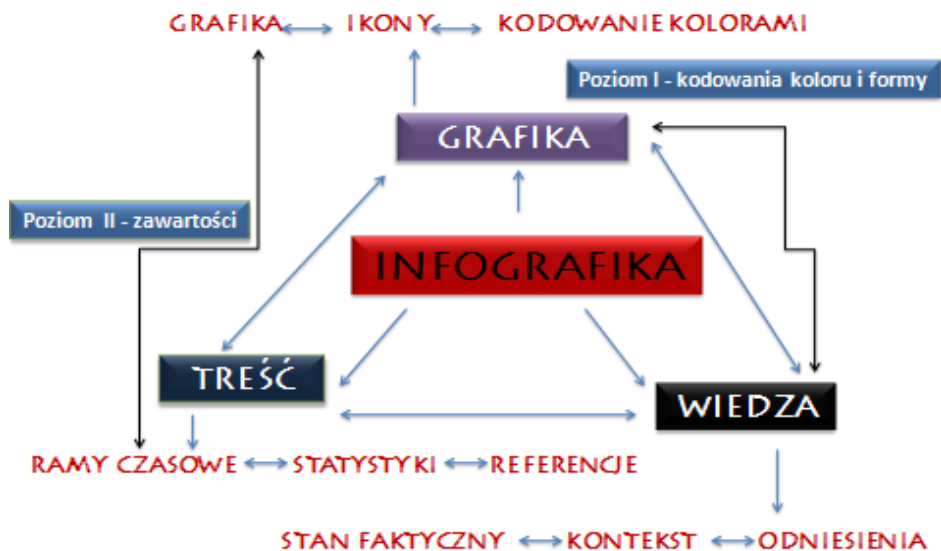 GRAFIKA IKONY KODOWANIE KOLORAMI
Poziom I - kodowania koloru i formy
GRAFIKA
Poziom II - zawartości
INFOGRAFIKA
TREŚĆ
WIEDZA
RAMY CZASOWE STATYSTYKI REFERENCJE
STAN FAKTYCZNY KONTEKST ODNIESIENIA